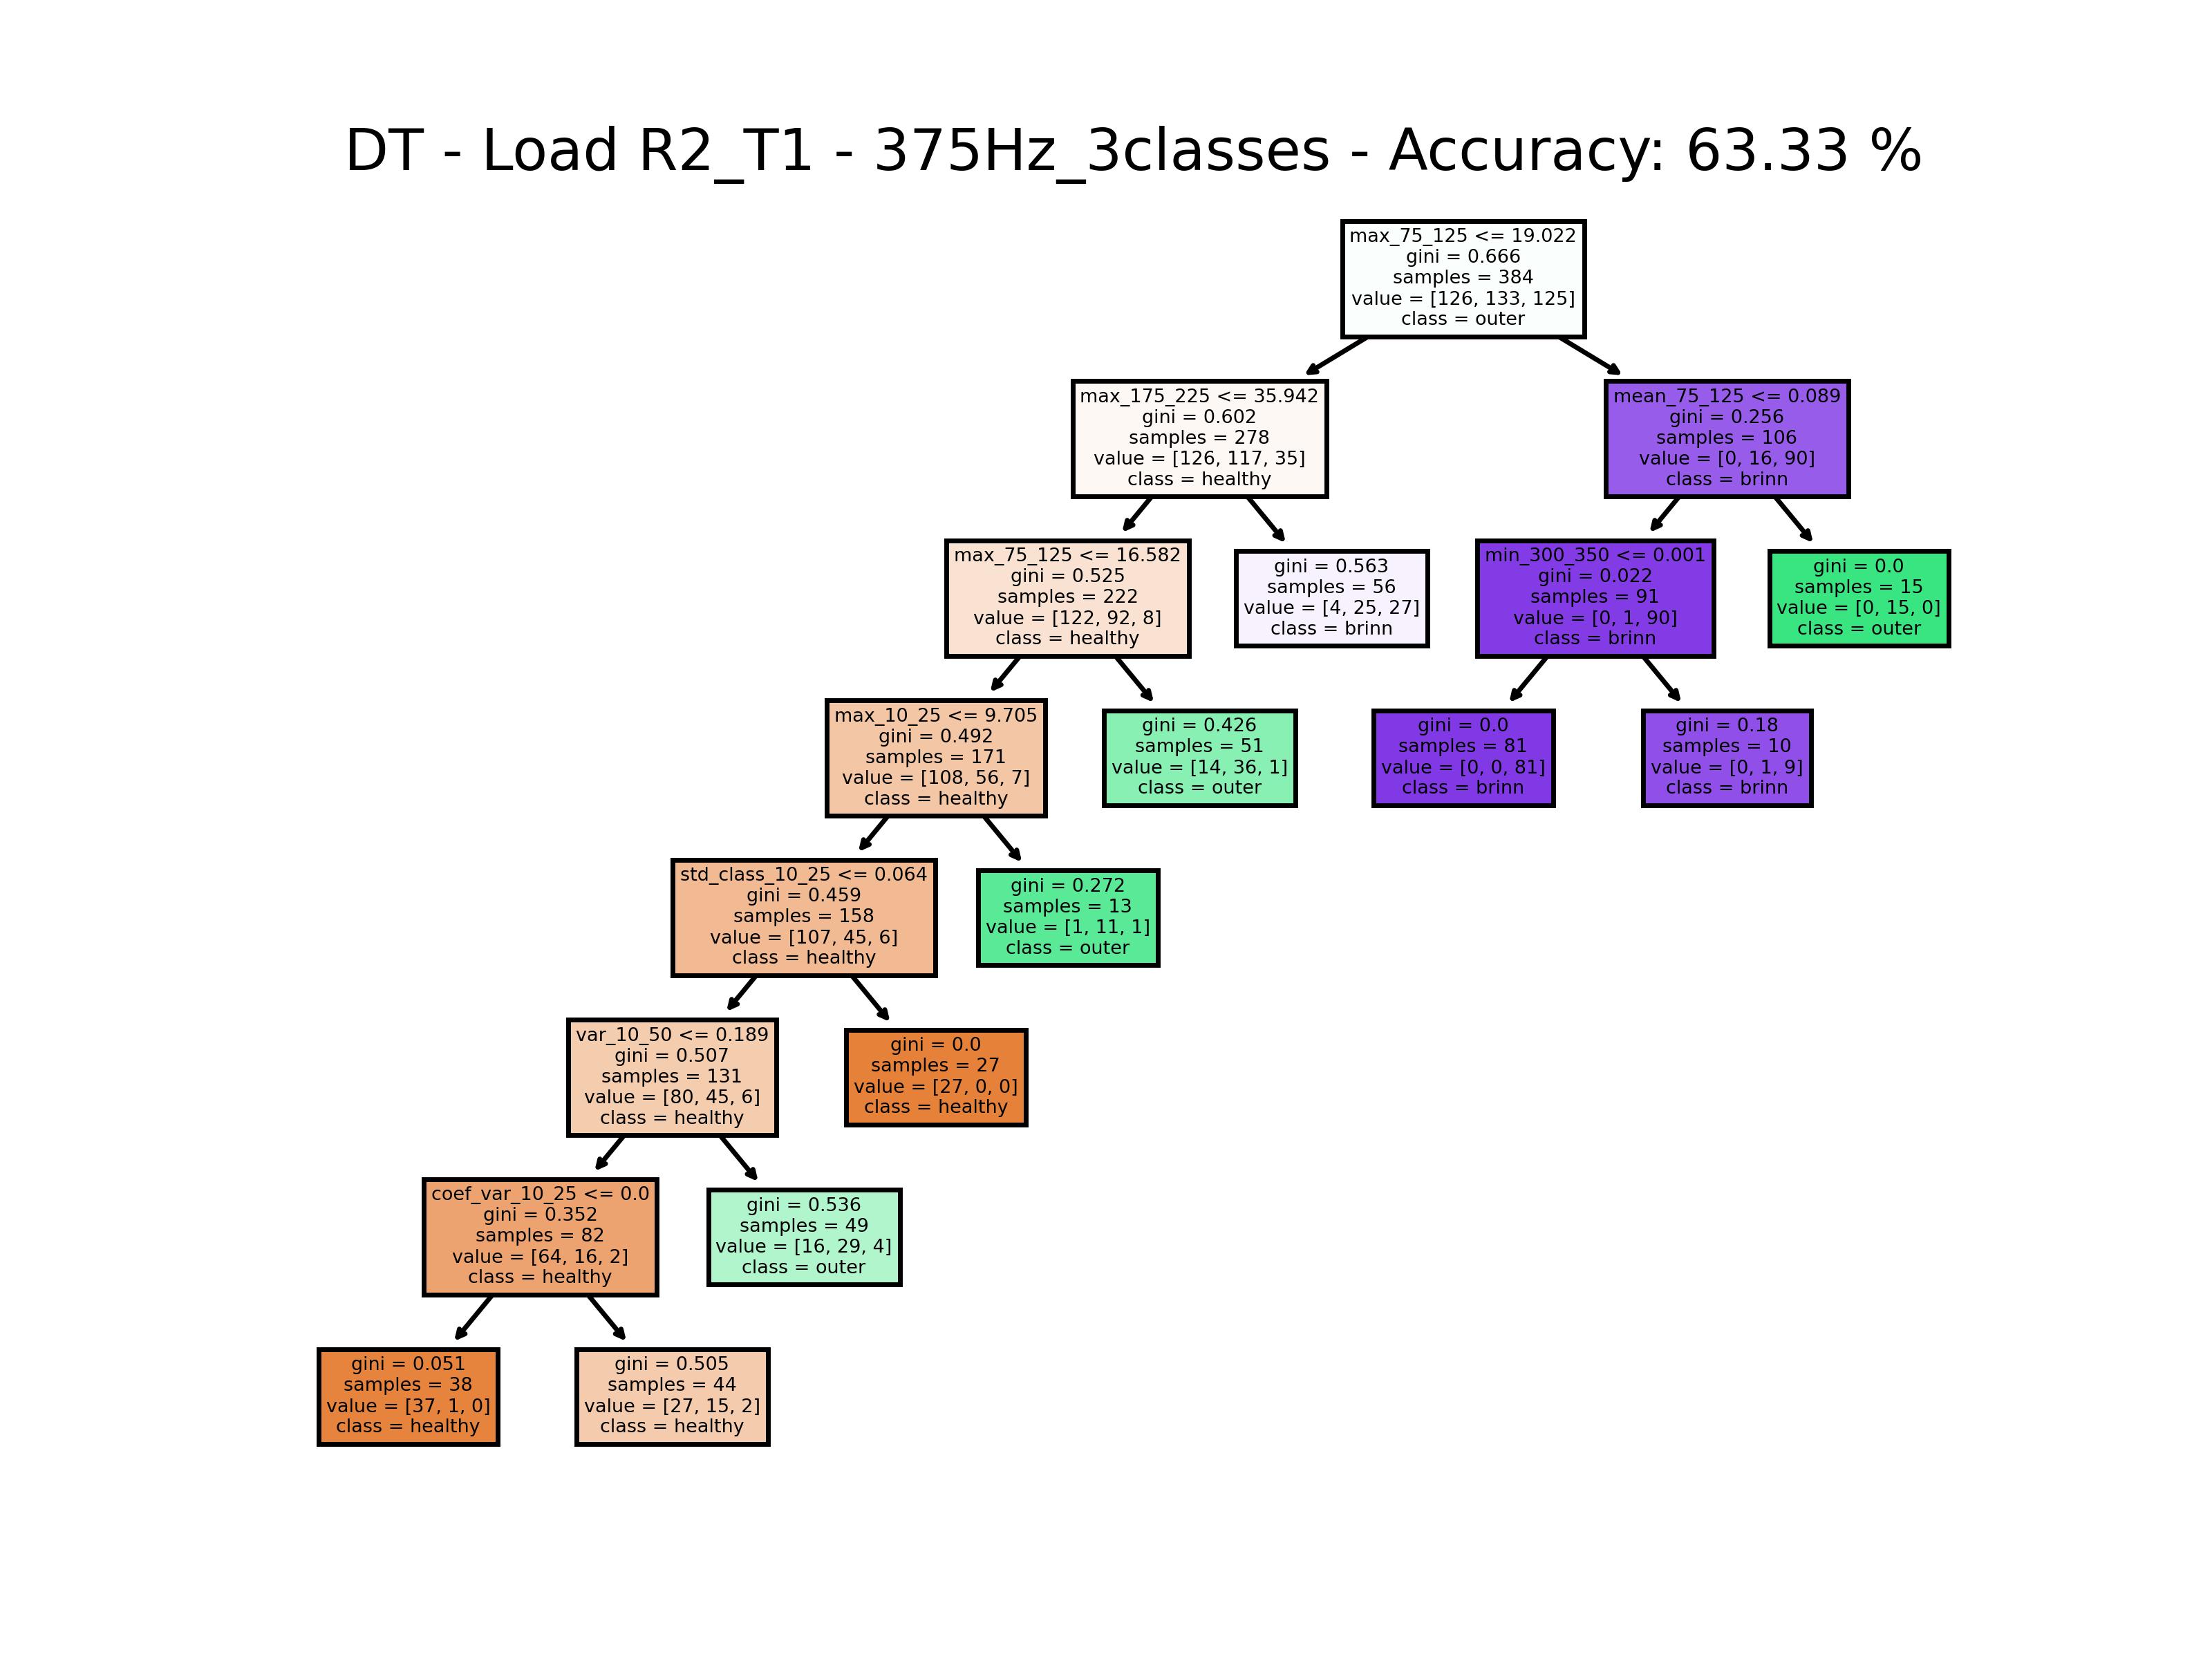 DT - Load R2_T1 - 375Hz_3classes - Accuracy: 63.33 %
max_75_125 <= 19.022
gini = 0.666
samples = 384
value = [126, 133, 125]
class = outer
max_175_225 <= 35.942
gini = 0.602
samples = 278
value = [126, 117, 35]
class = healthy
mean_75_125 <= 0.089
gini = 0.256
samples = 106
value = [0, 16, 90]
class = brinn
max_75_125 <= 16.582
gini = 0.525
samples = 222
value = [122, 92, 8]
class = healthy
gini = 0.563
samples = 56
value = [4, 25, 27]
class = brinn
min_300_350 <= 0.001
gini = 0.022
samples = 91
value = [0, 1, 90]
class = brinn
gini = 0.0
samples = 15
value = [0, 15, 0]
class = outer
max_10_25 <= 9.705
gini = 0.492
samples = 171
value = [108, 56, 7]
class = healthy
gini = 0.426
samples = 51
value = [14, 36, 1]
class = outer
gini = 0.0
samples = 81
value = [0, 0, 81]
class = brinn
gini = 0.18
samples = 10
value = [0, 1, 9]
class = brinn
std_class_10_25 <= 0.064
gini = 0.459
samples = 158
value = [107, 45, 6]
class = healthy
gini = 0.272
samples = 13
value = [1, 11, 1]
class = outer
var_10_50 <= 0.189
gini = 0.507
samples = 131
value = [80, 45, 6]
class = healthy
gini = 0.0
samples = 27
value = [27, 0, 0]
class = healthy
coef_var_10_25 <= 0.0
gini = 0.352
samples = 82
value = [64, 16, 2]
class = healthy
gini = 0.536
samples = 49
value = [16, 29, 4]
class = outer
gini = 0.051
samples = 38
value = [37, 1, 0]
class = healthy
gini = 0.505
samples = 44
value = [27, 15, 2]
class = healthy